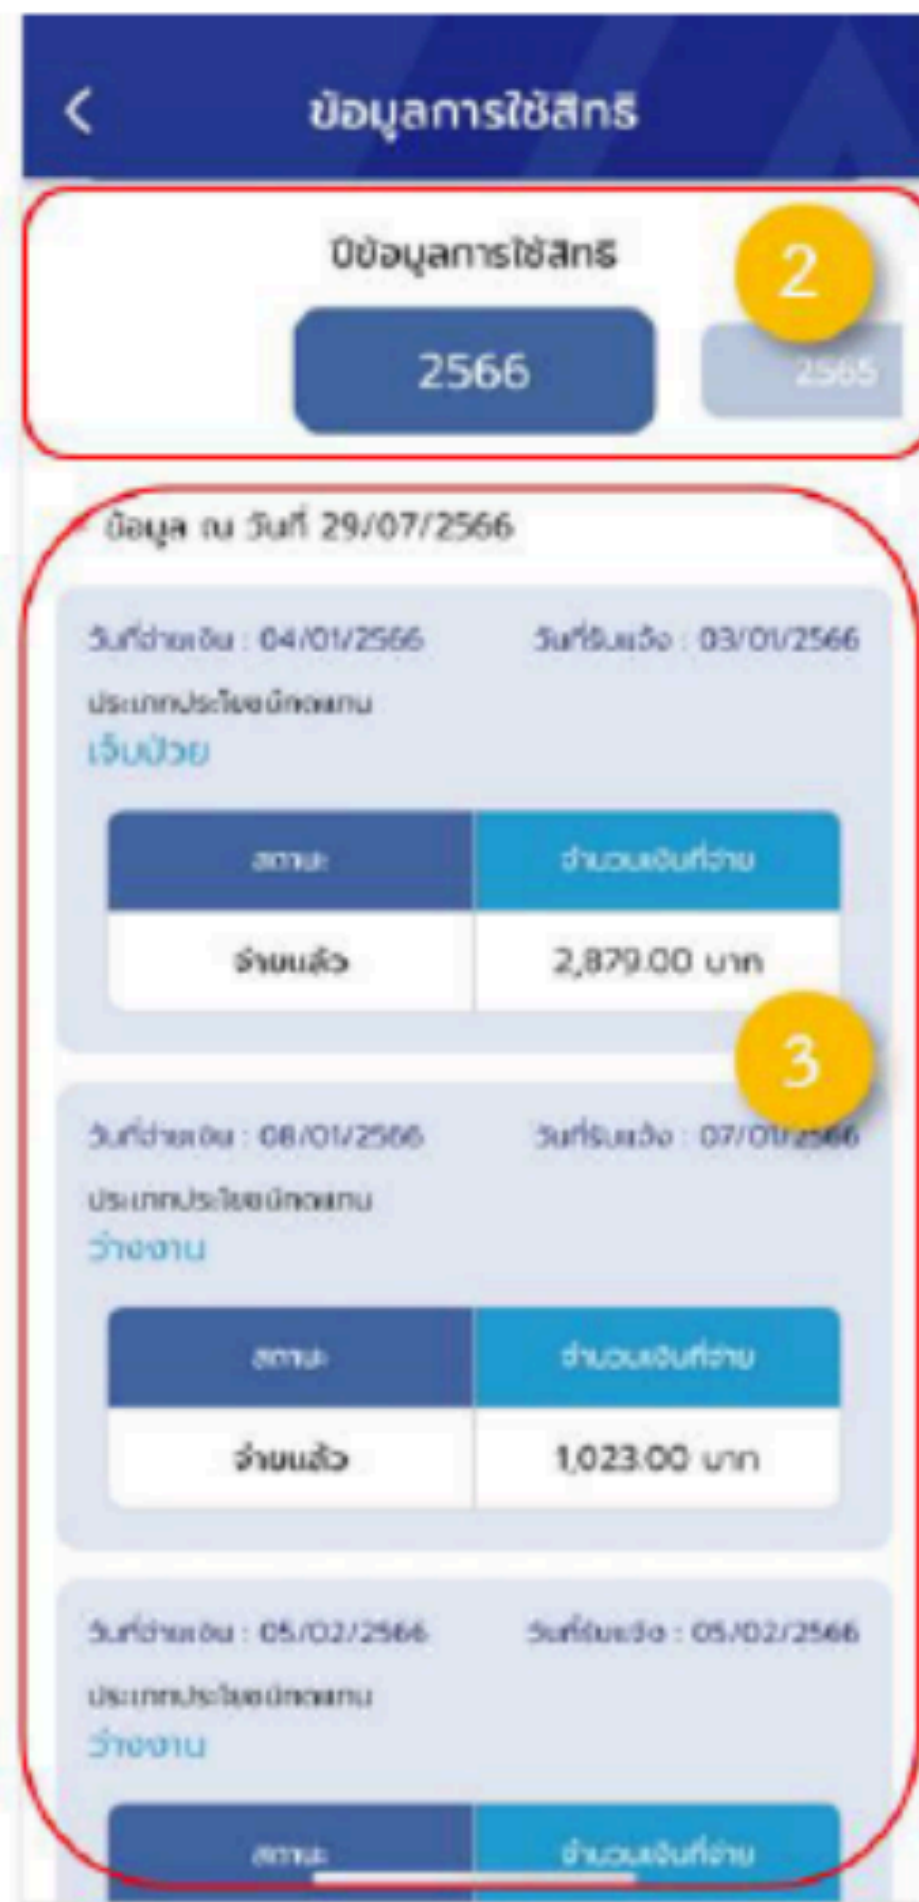 ข้อมูลการใช้สิทธิ
ปีข้อมูลการใช้สิทธิ
2
2566
2565
ข้อมูล ณ วันที่ 29/07/2566
วันที่จ่ายเงิน : 04/01/2566
วันที่รับแจ้ง : 03/01/2566
ประเภทประโยชน์ทดแทน
เจ็บป่วย
สถานะ
จำนวนเงินที่จ่าย
จ่ายแล้ว
2,879.00 บาท
3
วันที่จ่ายเงิน : 08/01/2566
วันที่รับแจ้ง : 07/01/2566
ประเภทประโยชน์ทดแทน
ว่างงาน
สถานะ
จำนวนเงินที่จ่าย
จ่ายแล้ว
1,023.00 บาท
วันที่จ่ายเงิน : 05/02/2566
วันที่รับแจ้ง : 05/02/2566
ประเภทประโยชน์ทดแทน
ว่างงาน
สถานะ
จำนวนเงินที่จ่าย